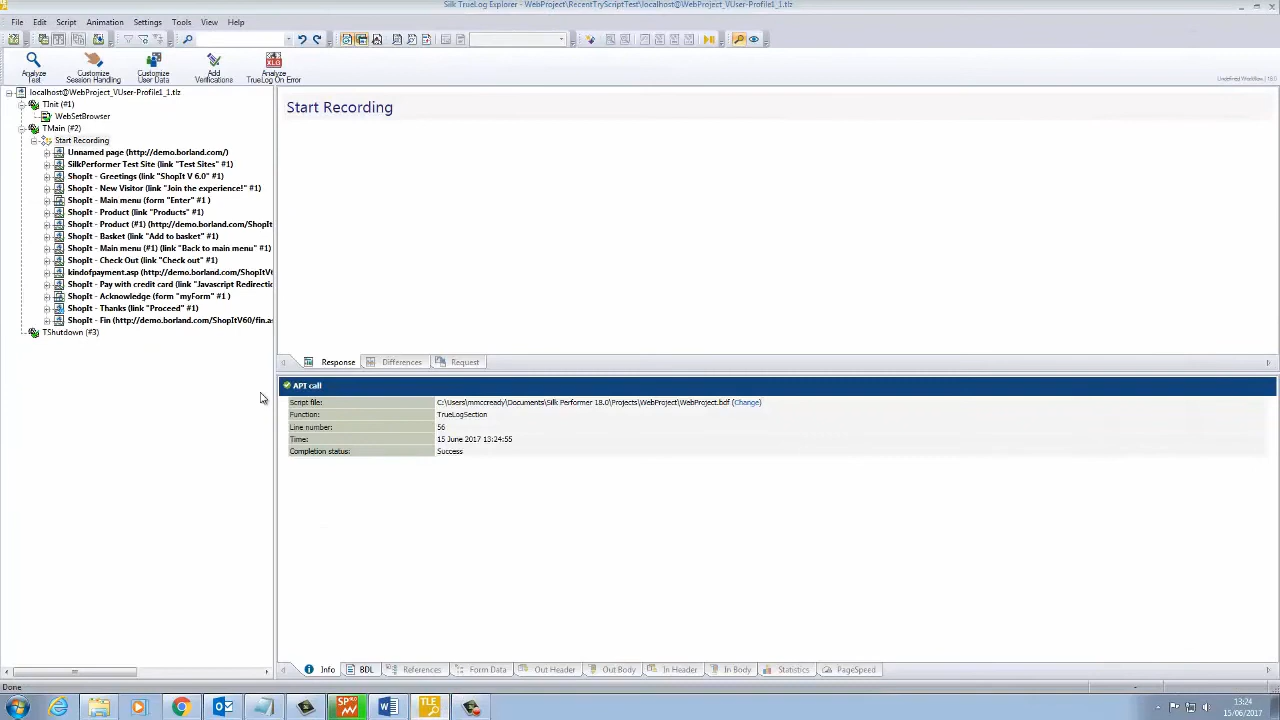 Silk TrueLog Explorer - WebProject\RecentTryScriptTest\localhost@WebProject_VUser-Profile1_1.tlz
File Edit Script Animation Settings Tools View Help
Analyze Test
Customize Session Handling
Customize User Data
Add Verifications
XLG
Analyze TrueLog On Error
Undefined Workflow / 18.0
localhost@WebProject_VUser-Profile1_1.tlz
TInit (#1)
WebSetBrowser
TMain (#2)
Start Recording
Unnamed page (http://demo.borland.com/)
SilkPerformer Test Site (link "Test Sites" #1)
ShopIt - Greetings (link "ShopIt V 6.0" #1)
ShopIt - New Visitor (link "Join the experience!" #1)
ShopIt - Main menu (form "Enter" #1 )
ShopIt - Product (link "Products" #1)
ShopIt - Product (#1) (http://demo.borland.com/ShopIt
ShopIt - Basket (link "Add to basket" #1)
ShopIt - Main menu (#1) (link "Back to main menu" #1)
ShopIt - Check Out (link "Check out" #1)
kindofpayment.asp (http://demo.borland.com/ShopItV6
ShopIt - Pay with credit card (link "Javascript Redirectio
ShopIt - Acknowledge (form "myForm" #1 )
ShopIt - Thanks (link "Proceed" #1)
ShopIt - Fin (http://demo.borland.com/ShopItV60/fin.as
TShutdown (#3)
Start Recording
Response Differences Request
API call
Script file: C:\Users\mmccready\Documents\Silk Performer 18.0\Projects\WebProject\WebProject.bdf (Change)
Function: TrueLogSection
Line number: 56
Time: 15 June 2017 13:24:55
Completion status: Success
Info BDL References Form Data Out Header Out Body In Header In Body Statistics PageSpeed
Done
SP
TLE
13:24
15/06/2017